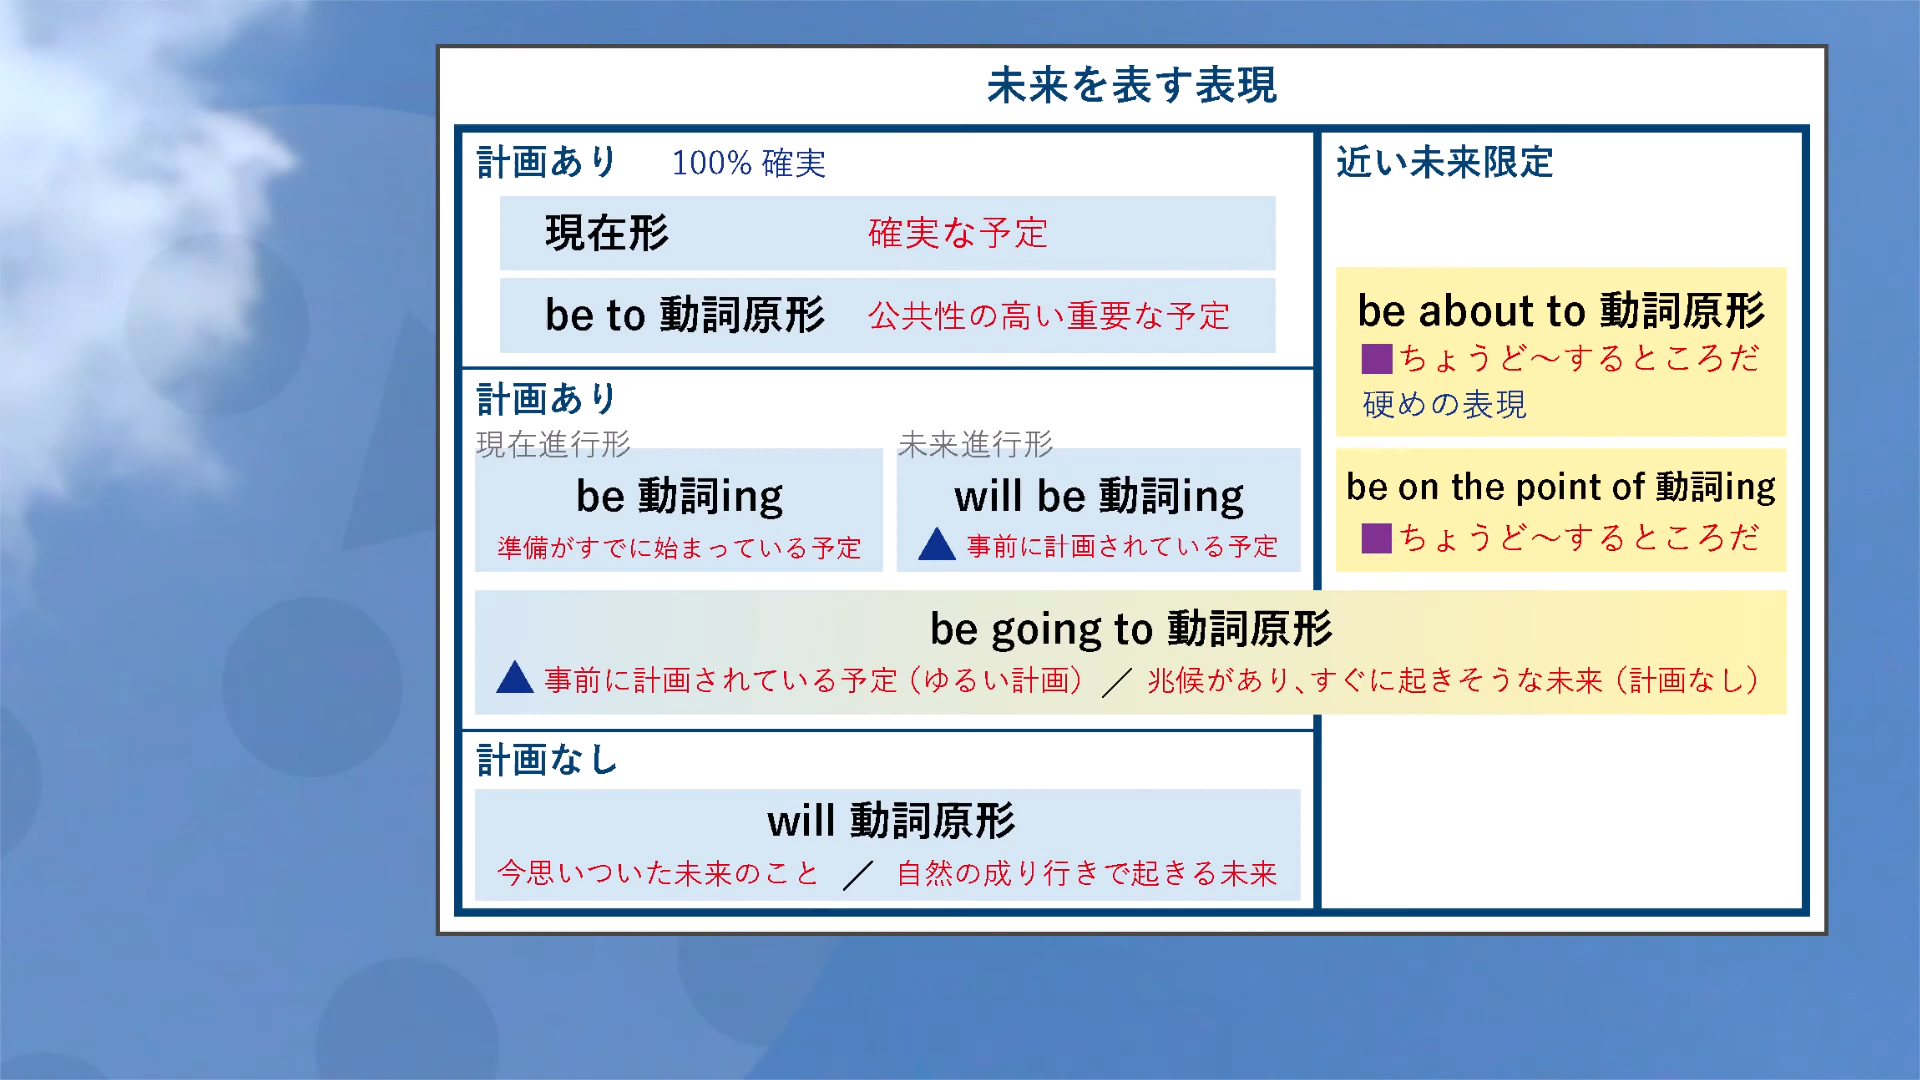 未来を表す表現
計画あり 100% 確実
現在形 確実な予定
be to 動詞原形 公共性の高い重要な予定
計画あり
現在進行形
be 動詞ing
準備がすでに始まっている予定
未来進行形
will be 動詞ing
▲ 事前に計画されている予定
近い未来限定
be about to 動詞原形
■ちょうど〜するところだ
硬めの表現
be on the point of 動詞ing
■ちょうど〜するところだ
be going to 動詞原形
▲ 事前に計画されている予定（ゆるい計画）／ 兆候があり、すぐに起きそうな未来（計画なし）
計画なし
will 動詞原形
今思いついた未来のこと ／ 自然の成り行きで起きる未来